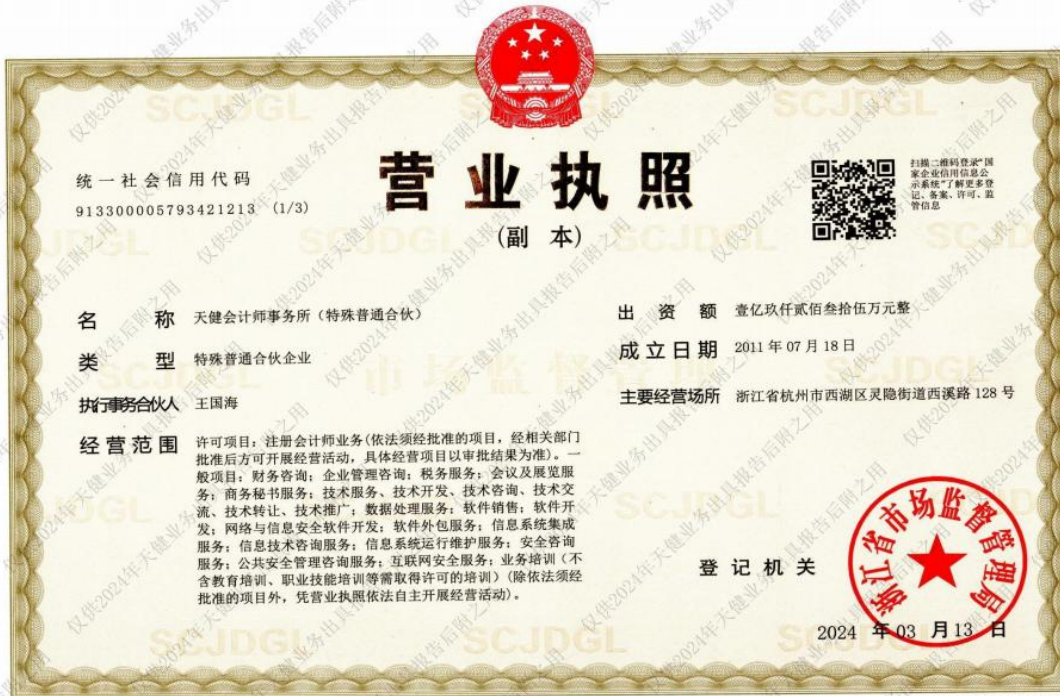 营业执照
(副 本)
统一社会信用代码
913300005793421213 (1/3)
扫描二维码登录“国
家企业信用信息公
示系统”了解更多登
记、备案、许可、监
管信息
名 称 天健会计师事务所（特殊普通合伙）
类 型 特殊普通合伙企业
执行事务合伙人 王国海
经营范围 许可项目：注册会计师业务(依法须经批准的项目，经相关部门
批准后方可开展经营活动，具体经营项目以审批结果为准)。一
般项目：财务咨询；企业管理咨询；税务服务；会议及展览服
务；商务秘书服务；技术服务、技术开发、技术咨询、技术交
流、技术转让、技术推广；数据处理服务；软件销售；软件开
发；网络与信息安全软件开发；软件外包服务；信息系统集成
服务；信息技术咨询服务；信息系统运行维护服务；安全咨询
服务；公共安全管理咨询服务；互联网安全服务；业务培训（不
含教育培训、职业技能培训等需取得许可的培训）(除依法须经
批准的项目外，凭营业执照依法自主开展经营活动)。
出 资 额 壹亿玖仟贰佰叁拾伍万元整
成立日期 2011年07月18日
主要经营场所 浙江省杭州市西湖区灵隐街道西溪路128号
登记机关
浙江省市场监督管理局
2024 年 03 月 13 日
SCJDGL
市场监督管理
仅供2024年天健业务出具报告后附之用